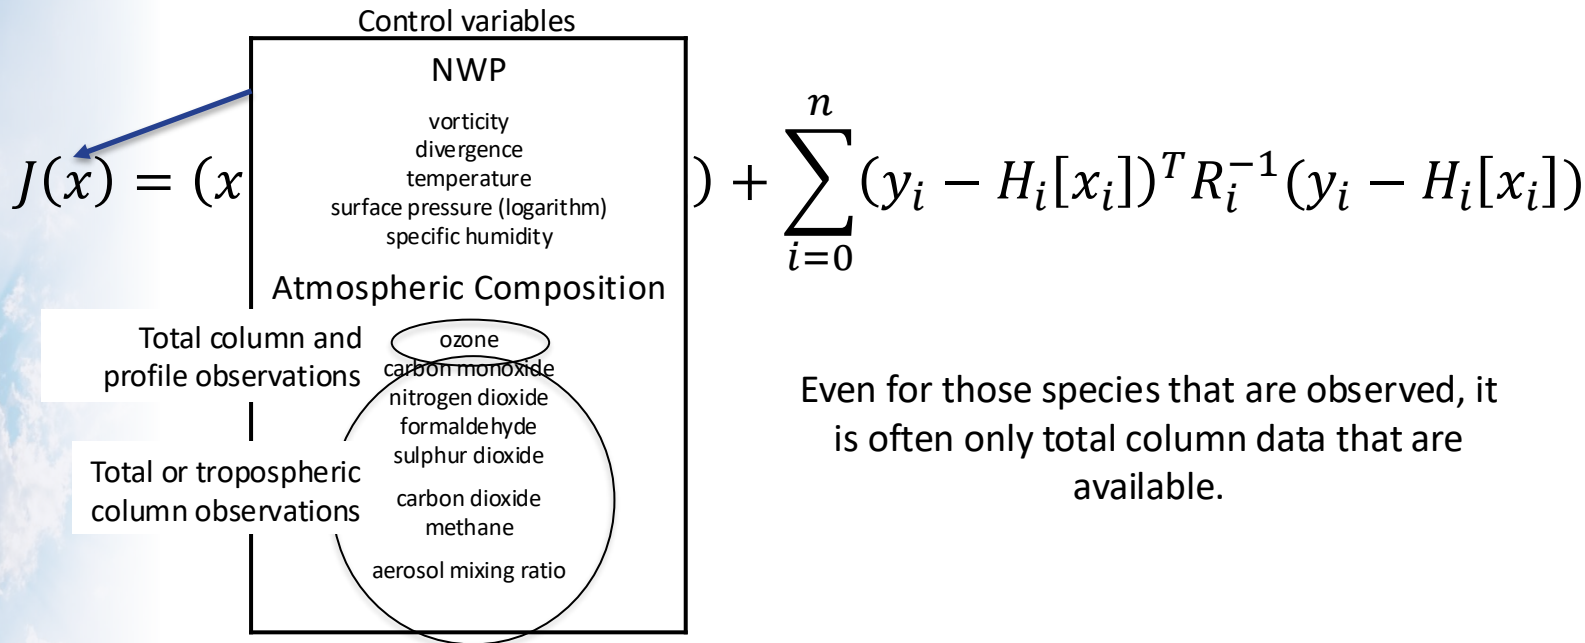 Control variables
NWP
vorticity
divergence
temperature
surface pressure (logarithm)
specific humidity
J(x) = (x ) + \sum_{i=0}^{n} (y_i − H_i[x_i])^T R_i^{−1} (y_i − H_i[x_i])
Atmospheric Composition
Total column and
profile observations
ozone
carbon monoxide
nitrogen dioxide
formaldehyde
sulphur dioxide
Total or tropospheric
column observations
carbon dioxide
methane
aerosol mixing ratio
Even for those species that are observed, it
is often only total column data that are
available.